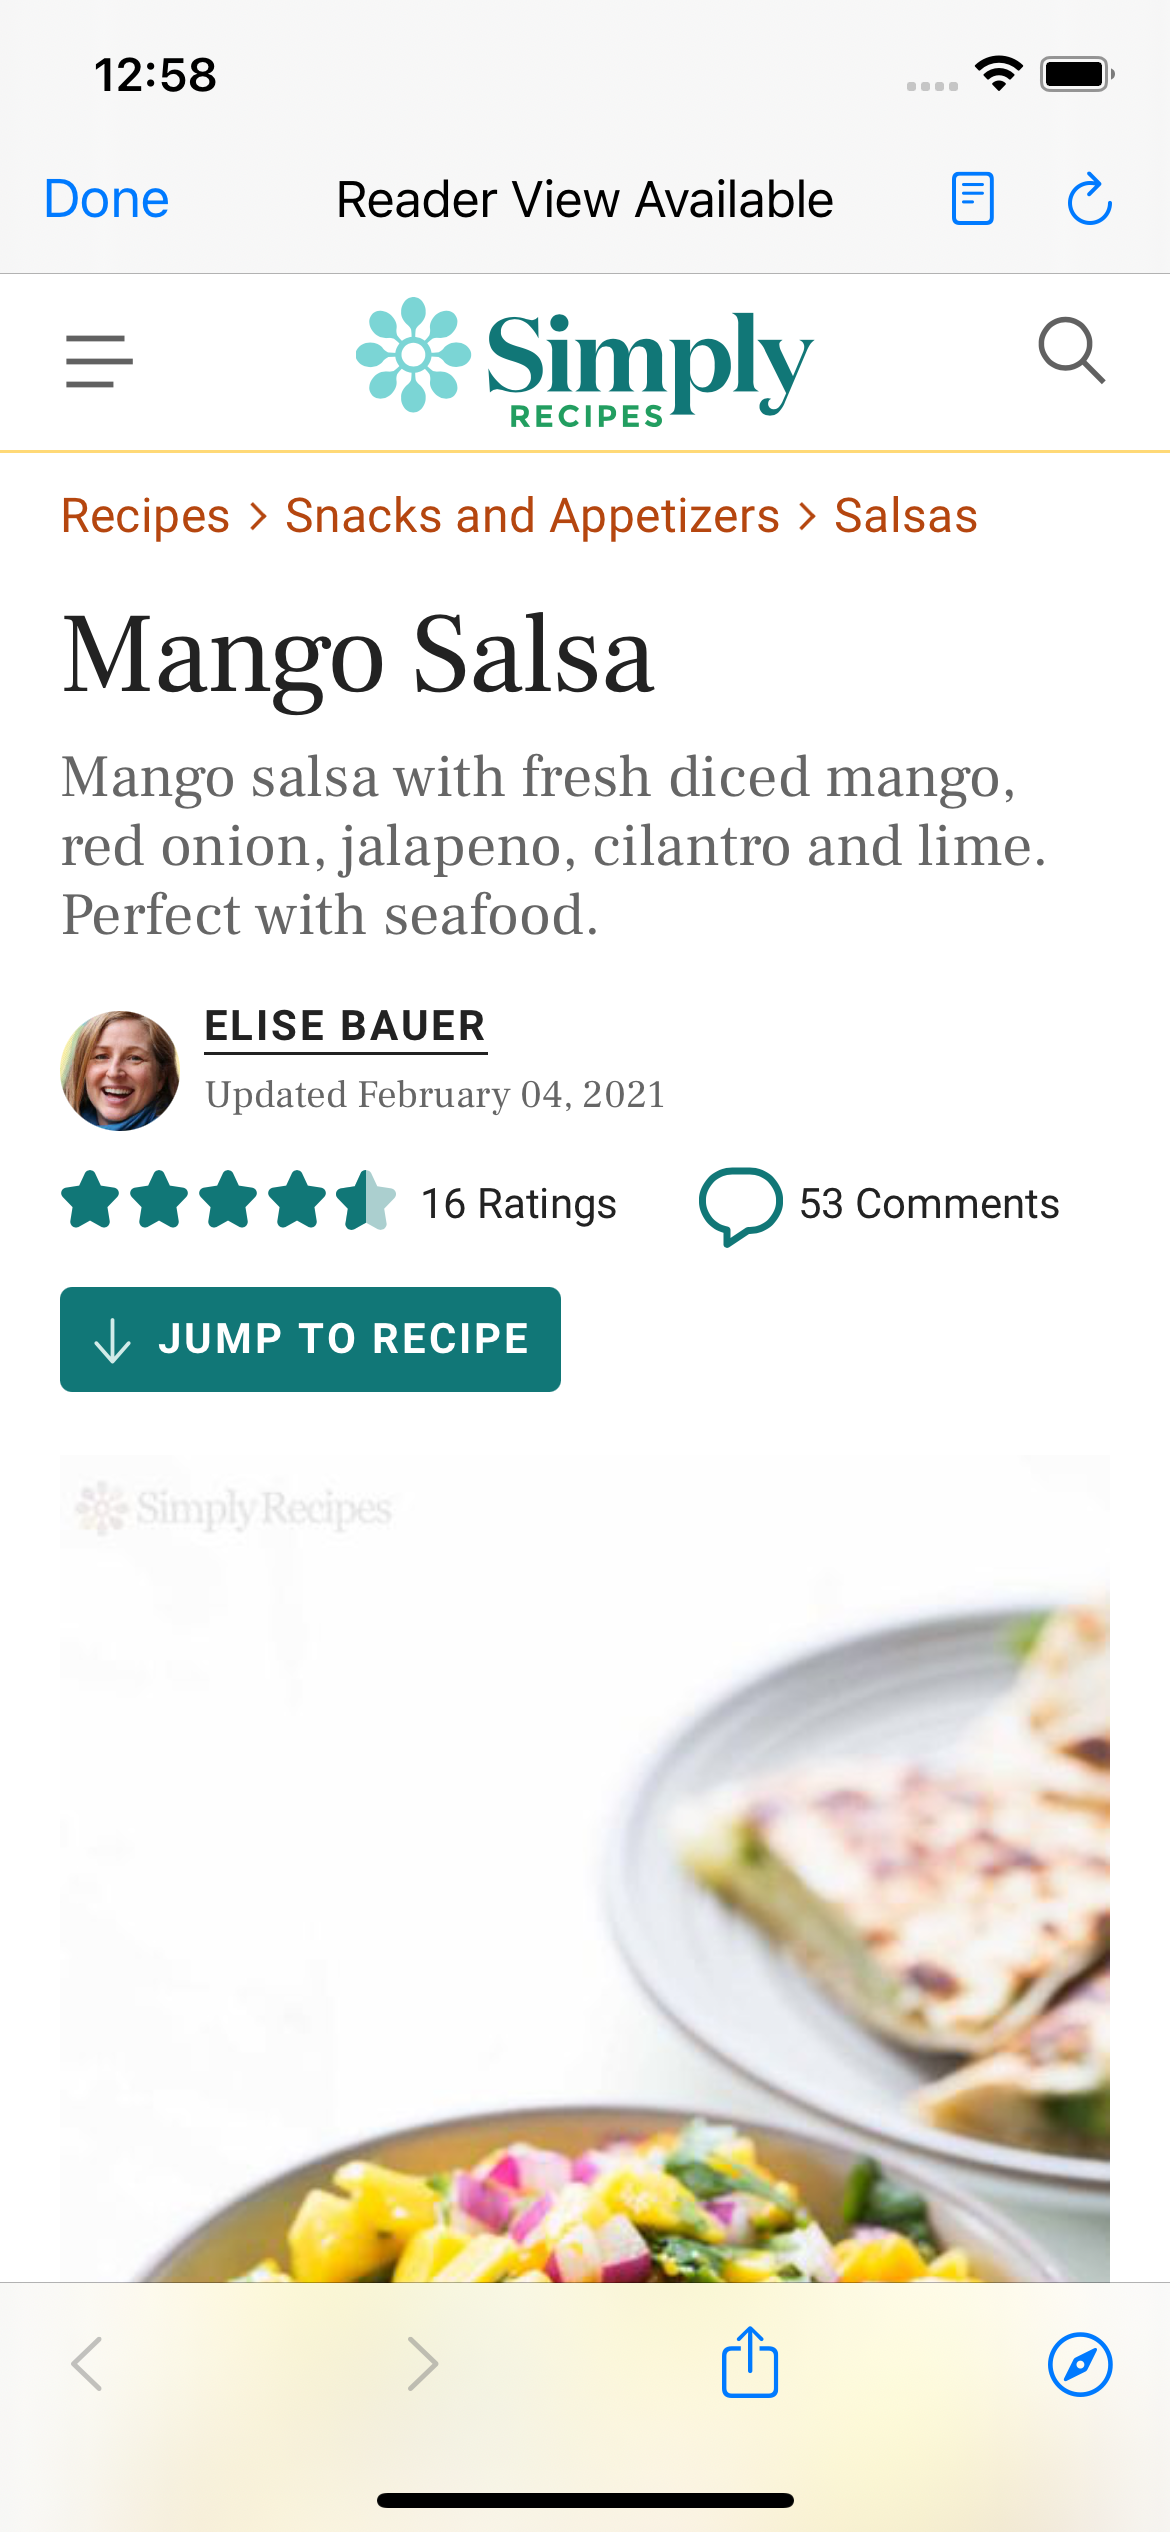 12:58
Done
Reader View Available
Simply
RECIPES
Recipes > Snacks and Appetizers > Salsas
Mango Salsa
Mango salsa with fresh diced mango,
red onion, jalapeno, cilantro and lime.
Perfect with seafood.
ELISE BAUER
Updated February 04, 2021
16 Ratings
53 Comments
JUMP TO RECIPE
Simply Recipes